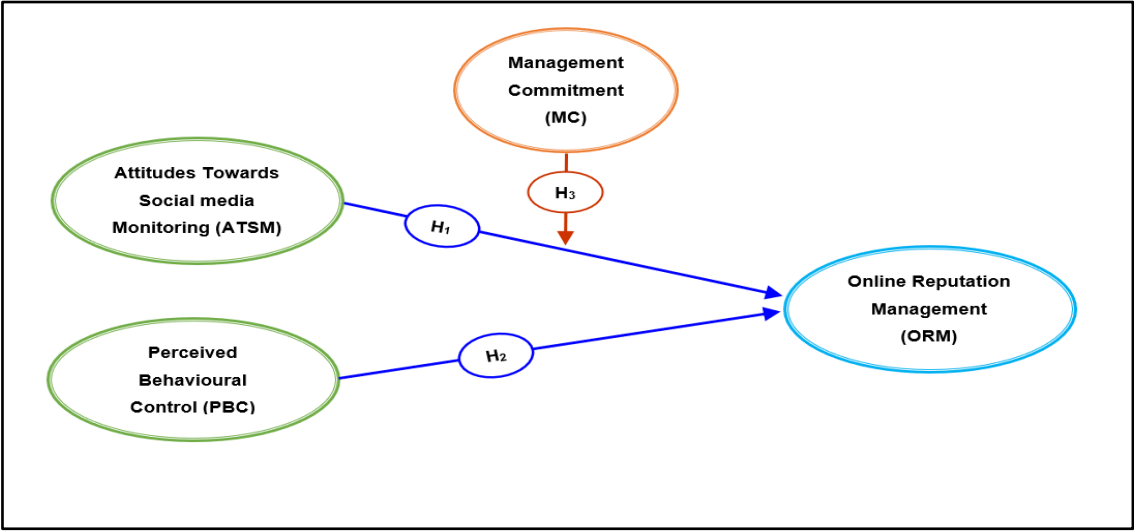 Management
Commitment
(MC)
H₃
Attitudes Towards
Social media
Monitoring (ATSM)
H₁
Online Reputation
Management
(ORM)
Perceived
Behavioural
Control (PBC)
H₂